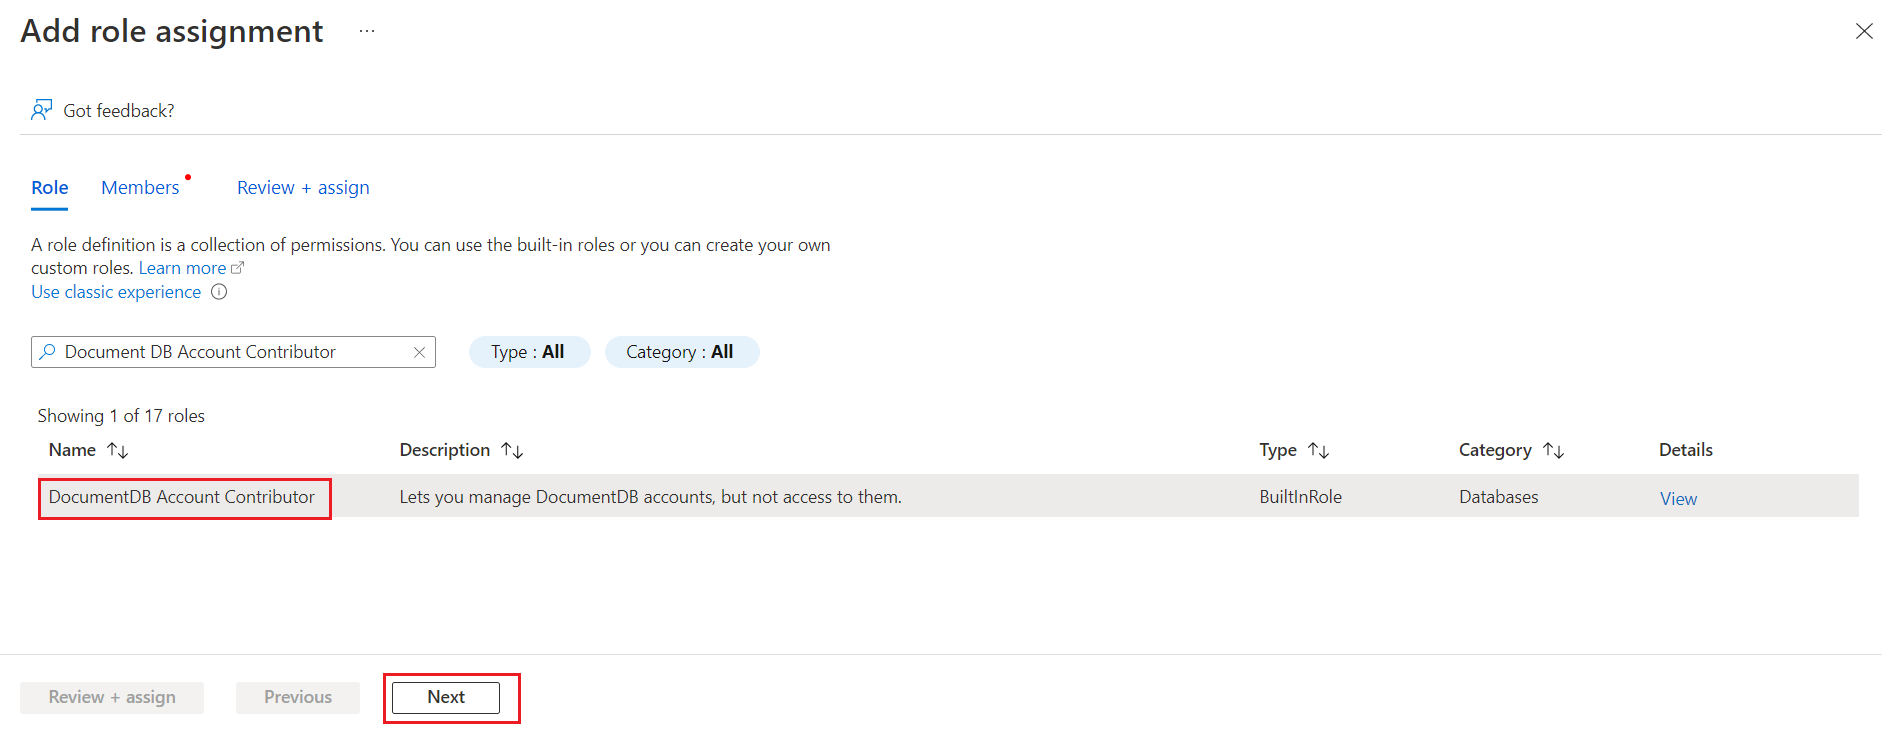 Add role assignment ...
Got feedback?
Role Members Review + assign
A role definition is a collection of permissions. You can use the built-in roles or you can create your own
custom roles. Learn more
Use classic experience
Document DB Account Contributor Type : All Category : All
Showing 1 of 17 roles
Name Description Type Category Details
DocumentDB Account Contributor Lets you manage DocumentDB accounts, but not access to them. BuiltInRole Databases View
Review + assign Previous Next